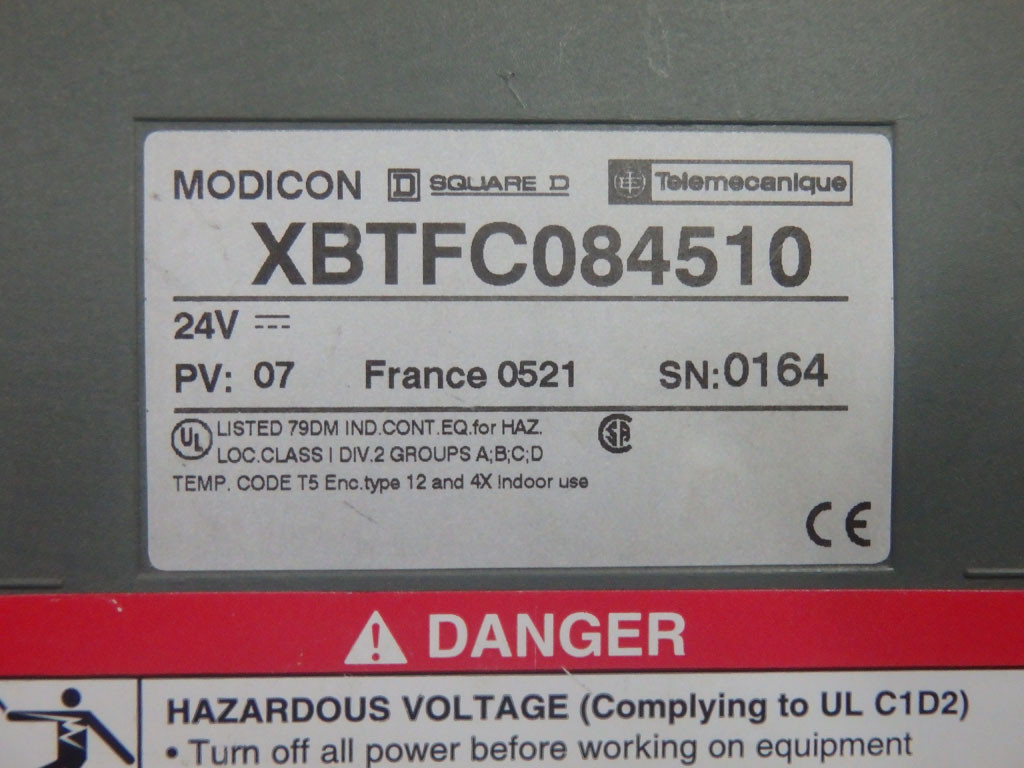 MODICON D SQUARE D Telemecanique
XBTFC084510
24V
PV: 07 France 0521 SN:0164
UL LISTED 79DM IND.CONT.EQ.for HAZ.
LOC.CLASS I DIV.2 GROUPS A;B;C;D
TEMP. CODE T5 Enc.type 12 and 4X Indoor use
SA
CE
DANGER
HAZARDOUS VOLTAGE (Complying to UL C1D2)
• Turn off all power before working on equipment